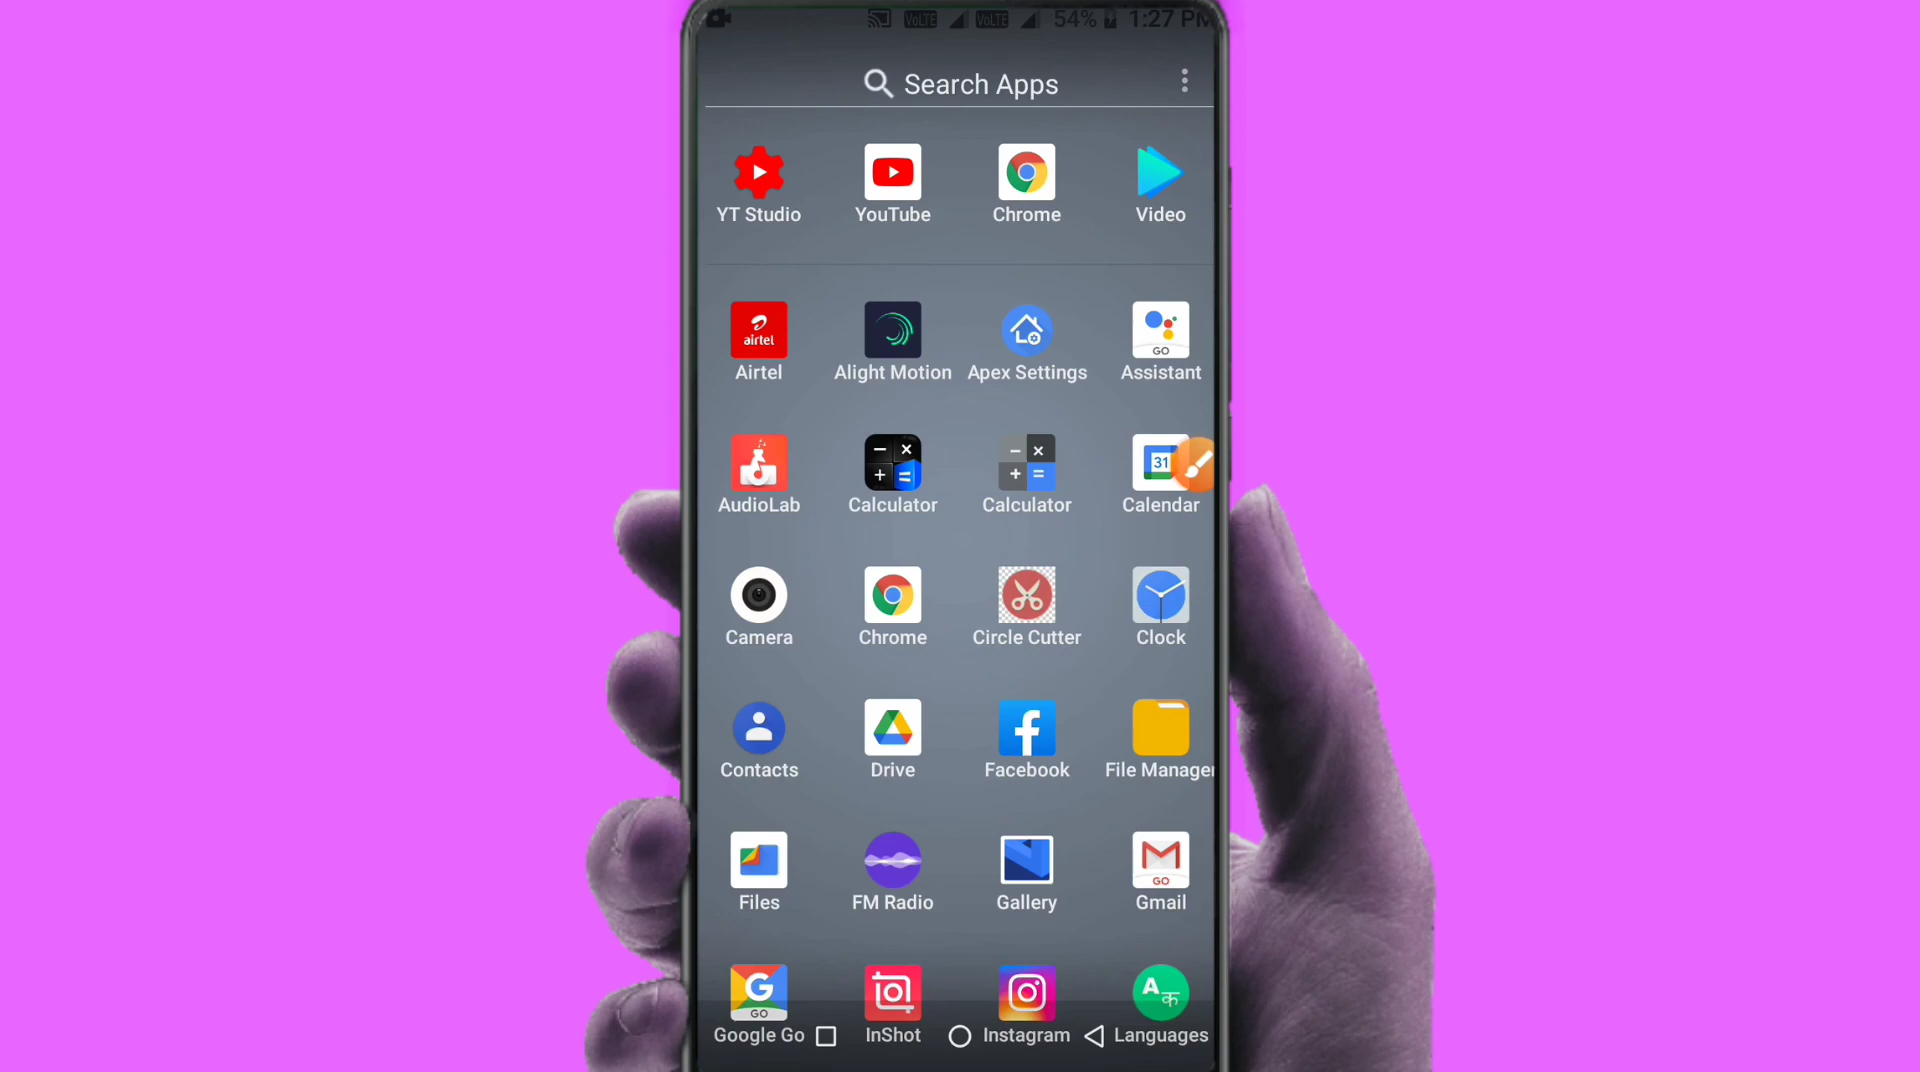 VoLTE VoLTE 54% 1:27 PM
Search Apps
YT Studio YouTube Chrome Video
airtel
GO
Airtel Alight Motion Apex Settings Assistant
31
AudioLab Calculator Calculator Calendar
Camera Chrome Circle Cutter Clock
Contacts Drive Facebook File Manager
GO
Files FM Radio Gallery Gmail
G
GO
A क
Google Go InShot Instagram Languages